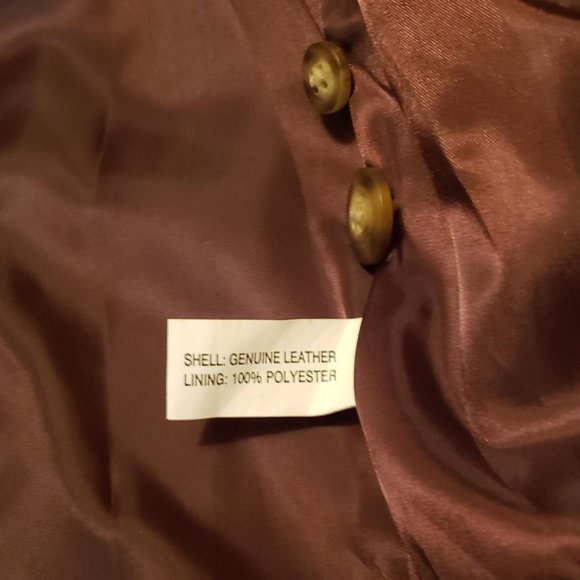 SHELL: GENUINE LEATHER
LINING: 100% POLYESTER